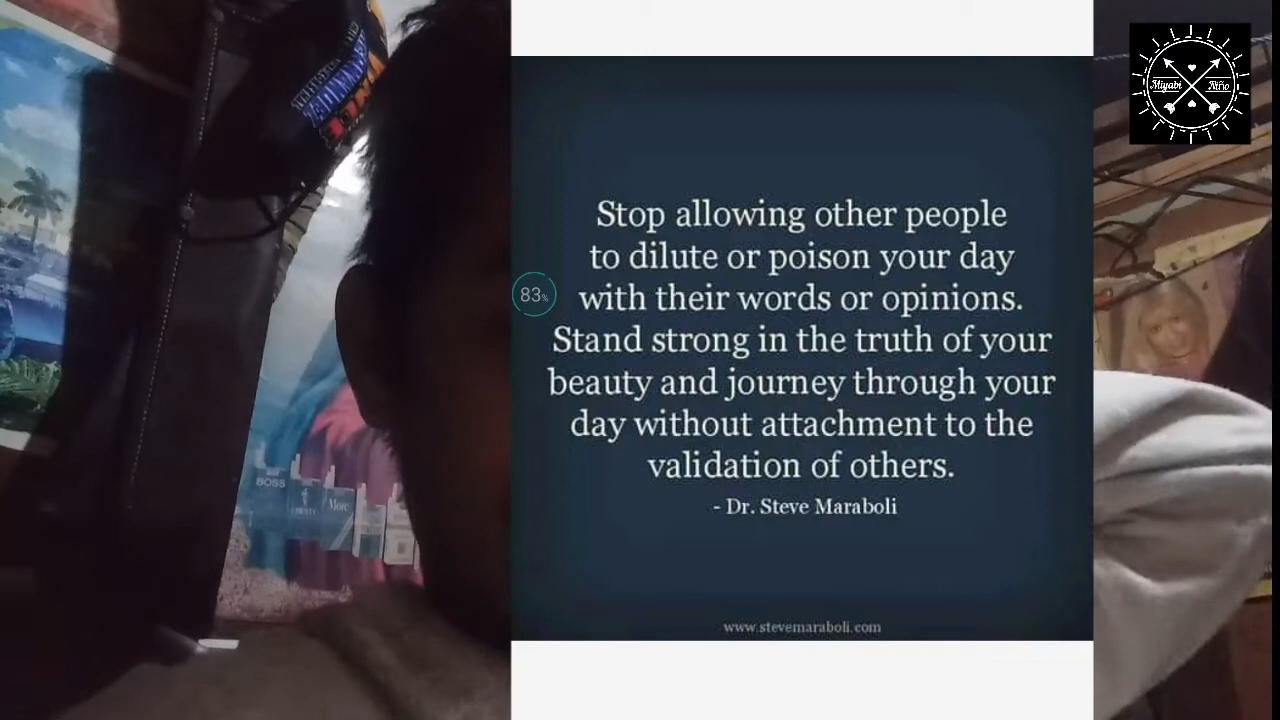 BOSS
More
Stop allowing other people
to dilute or poison your day
83%
with their words or opinions.
Stand strong in the truth of your
beauty and journey through your
day without attachment to the
validation of others.
- Dr. Steve Maraboli
www.stevemaraboli.com
Miyabi Niño